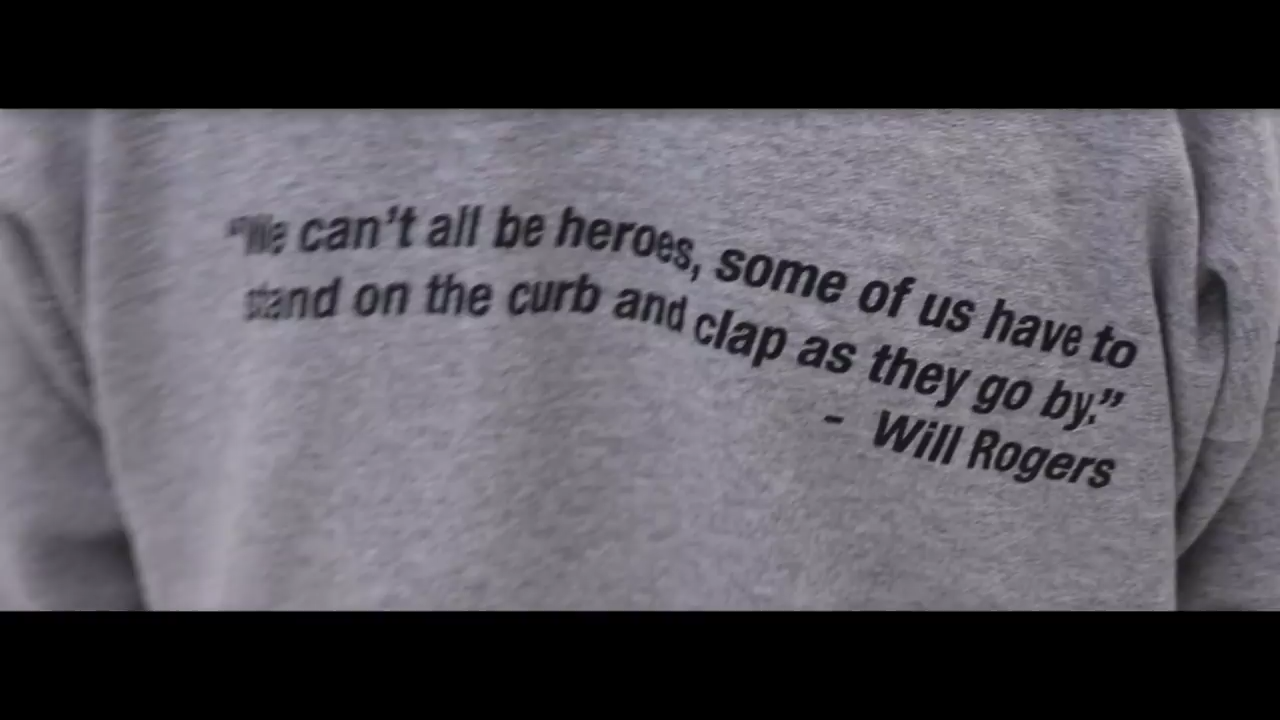 “We can’t all be heroes, some of us have to
stand on the curb and clap as they go by.”
- Will Rogers